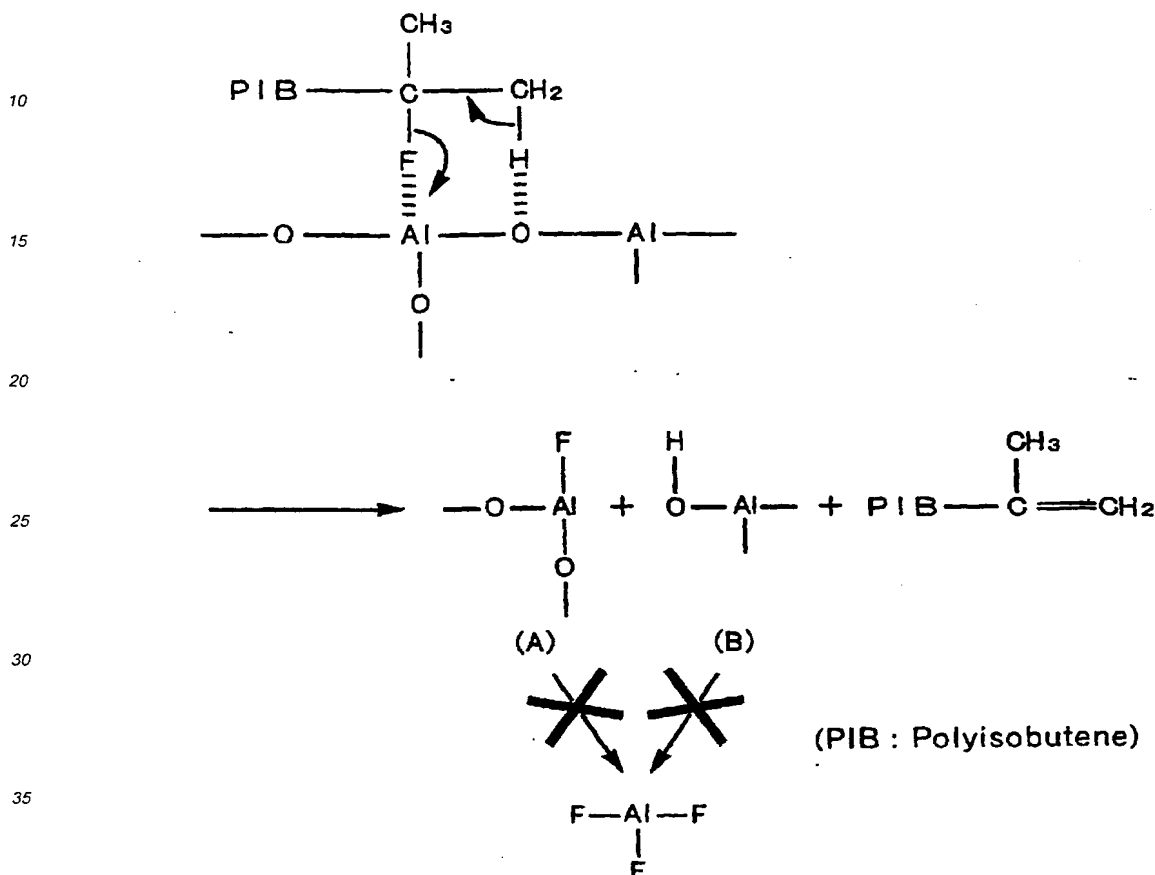 CH3
10 PIB C CH2
F H
15 O Al O Al
O
20
F H CH3
25 O Al + O Al + PIB C CH2
O
30 (A) (B)
(PIB : Polyisobutene)
35 F Al F
F